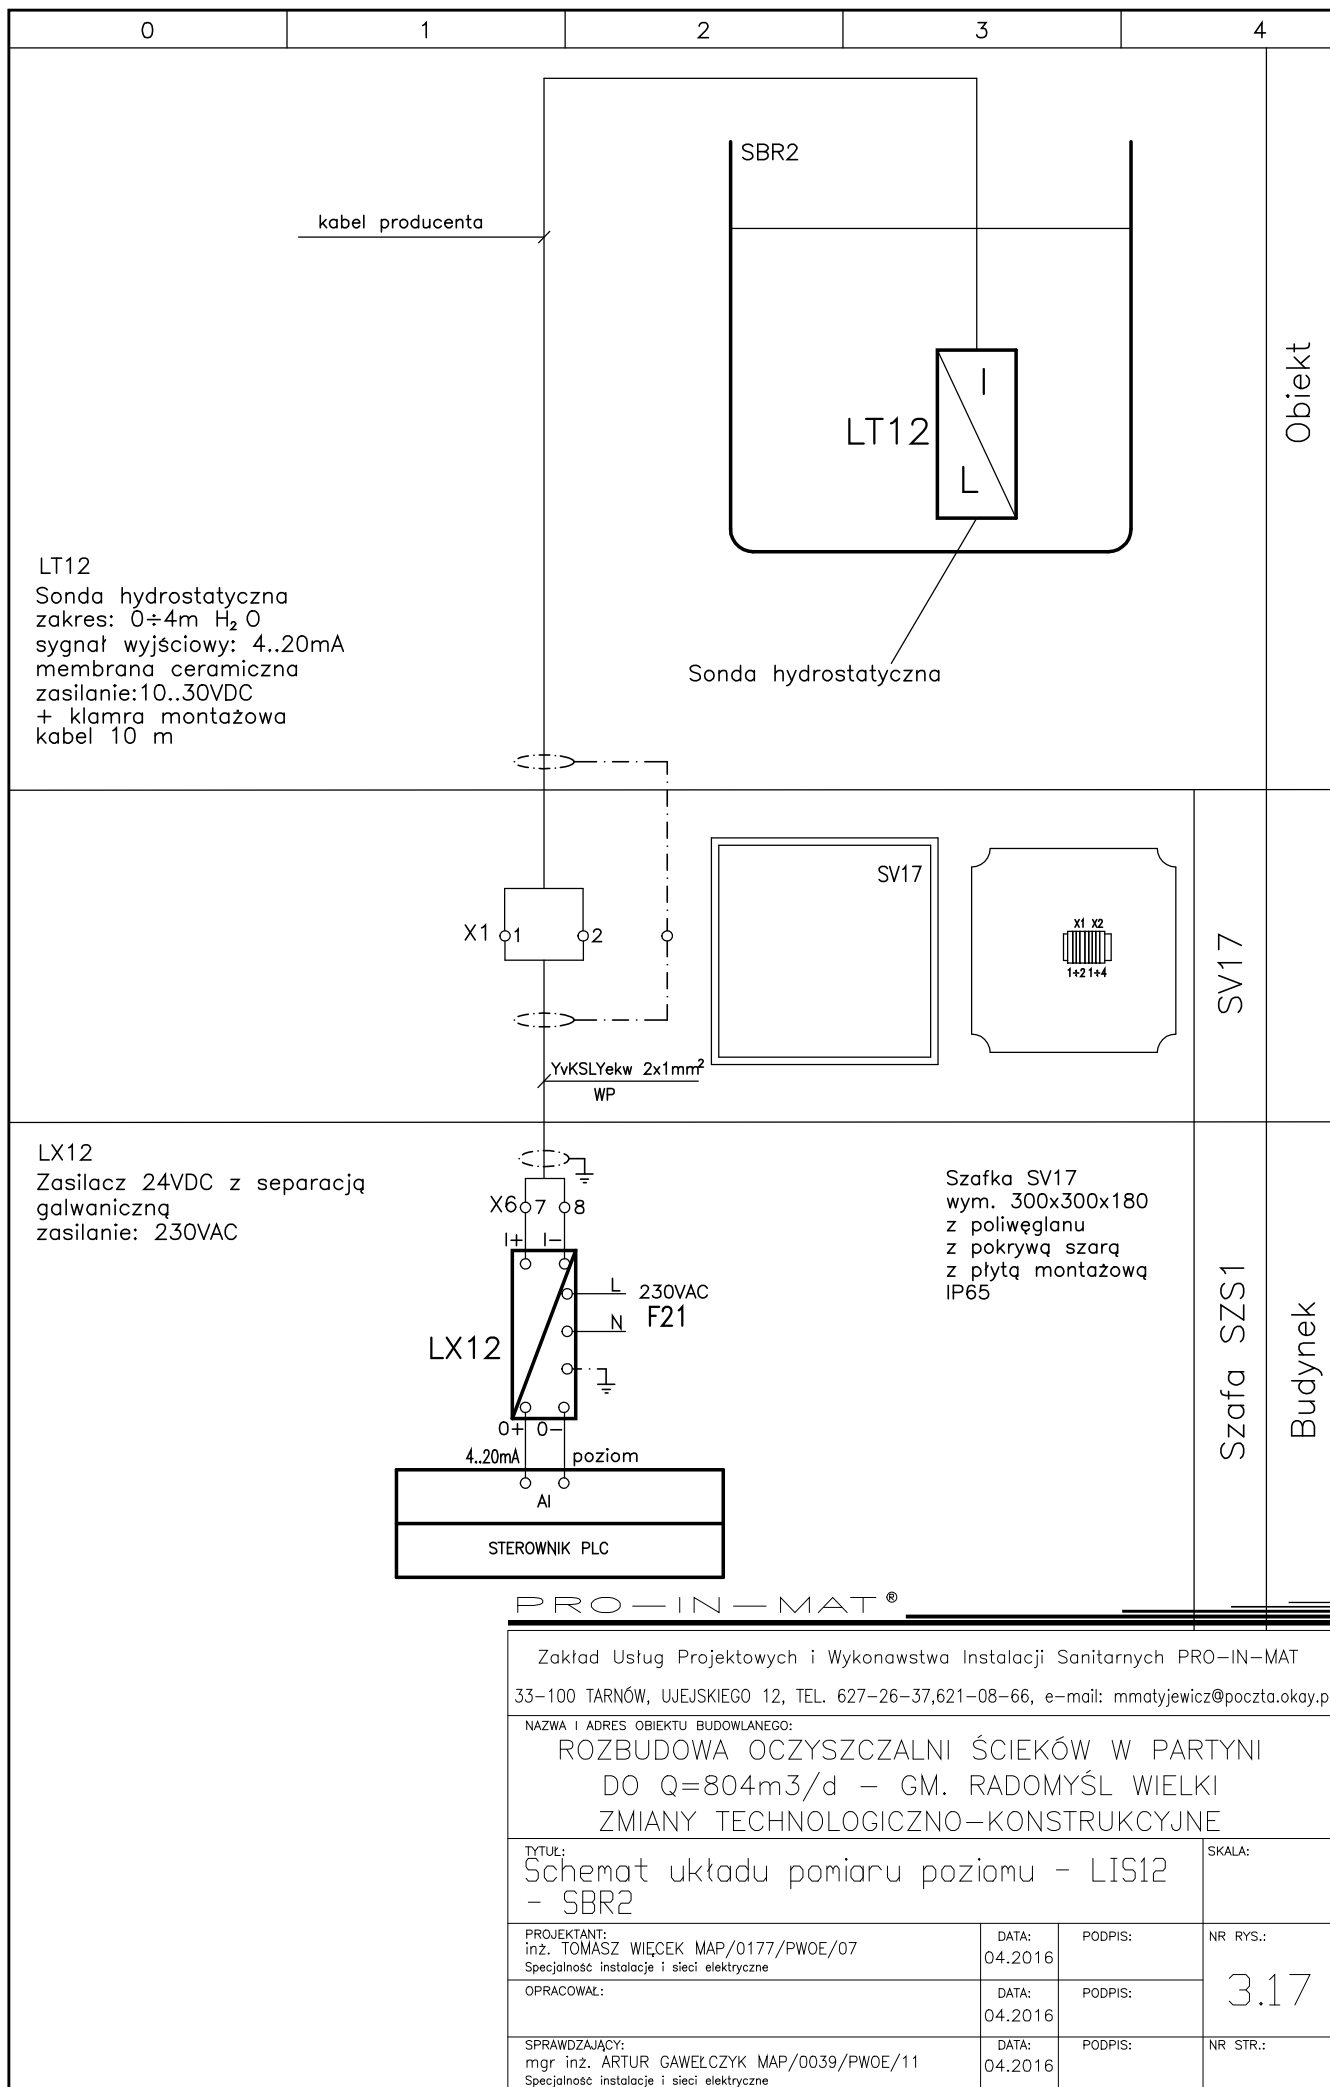 0 1 2 3 4
SBR2
kabel producenta
I
LT12
L
Obiekt
LT12
Sonda hydrostatyczna
zakres: 0÷4m H₂O
sygnał wyjściowy: 4..20mA
membrana ceramiczna
zasilanie:10..30VDC
+ klamra montażowa
kabel 10 m
Sonda hydrostatyczna
X1 1 2
SV17
X1 X2
1÷2 1÷4
SV17
YvKSLYekw 2x1mm²
WP
LX12
Zasilacz 24VDC z separacją
galwaniczną
zasilanie: 230VAC
X6 7 8
I+ I-
L 230VAC
N F21
LX12
0+ 0-
4..20mA poziom
AI
STEROWNIK PLC
Szafka SV17
wym. 300x300x180
z poliwęglanu
z pokrywą szarą
z płytą montażową
IP65
Szafa SZS1
Budynek
PRO-IN-MAT®
Zakład Usług Projektowych i Wykonawstwa Instalacji Sanitarnych PRO-IN-MAT
33-100 TARNÓW, UJEJSKIEGO 12, TEL. 627-26-37,621-08-66, e-mail: mmatyjewicz@poczta.okay.p
NAZWA I ADRES OBIEKTU BUDOWLANEGO:
ROZBUDOWA OCZYSZCZALNI ŚCIEKÓW W PARTYNI
DO Q=804m3/d - GM. RADOMYŚL WIELKI
ZMIANY TECHNOLOGICZNO-KONSTRUKCYJNE
TYTUŁ:
Schemat układu pomiaru poziomu - LIS12
- SBR2
SKALA:
PROJEKTANT:
inż. TOMASZ WIĘCEK MAP/0177/PWOE/07
Specjalność instalacje i sieci elektryczne
DATA:
04.2016
PODPIS:
NR RYS.:
3.17
OPRACOWAŁ:
DATA:
04.2016
PODPIS:
SPRAWDZAJĄCY:
mgr inż. ARTUR GAWEŁCZYK MAP/0039/PWOE/11
Specjalność instalacje i sieci elektryczne
DATA:
04.2016
PODPIS:
NR STR.: